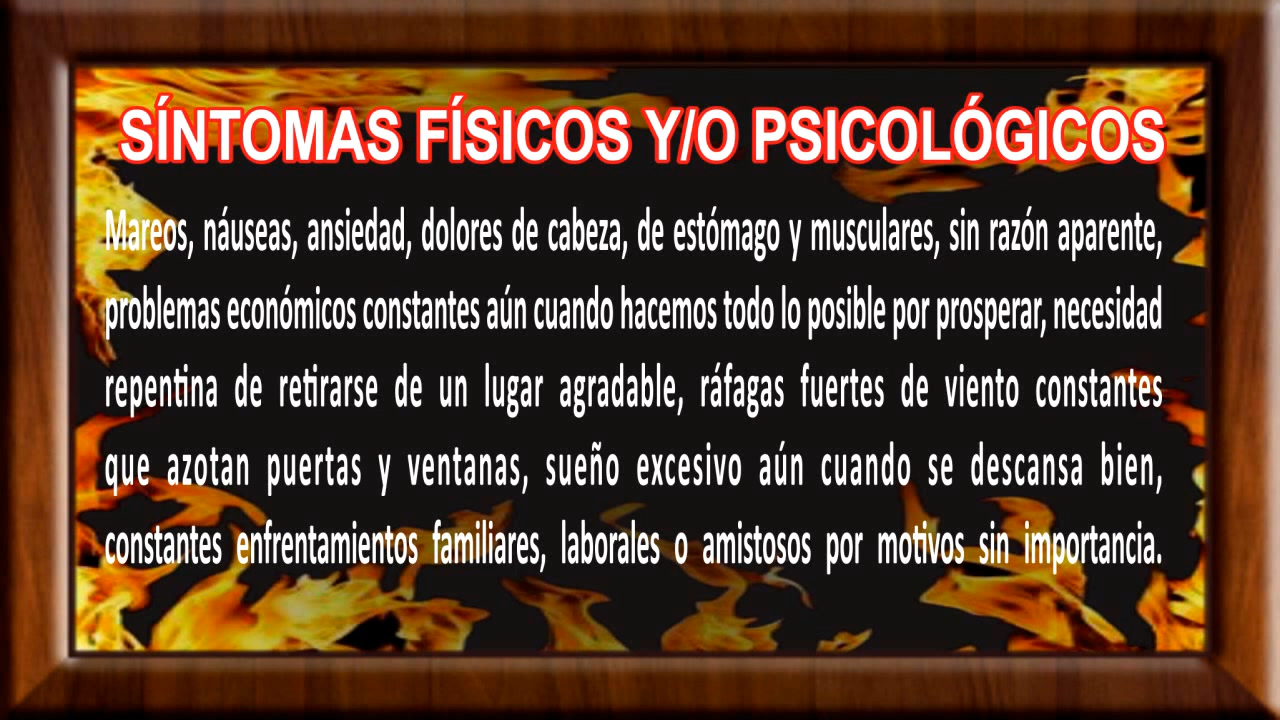 SÍNTOMAS FÍSICOS Y/O PSICOLÓGICOS
Mareos, náuseas, ansiedad, dolores de cabeza, de estómago y musculares, sin razón aparente,
problemas económicos constantes aún cuando hacemos todo lo posible por prosperar, necesidad
repentina de retirarse de un lugar agradable, ráfagas fuertes de viento constantes
que azotan puertas y ventanas, sueño excesivo aún cuando se descansa bien,
constantes enfrentamientos familiares, laborales o amistosos por motivos sin importancia.